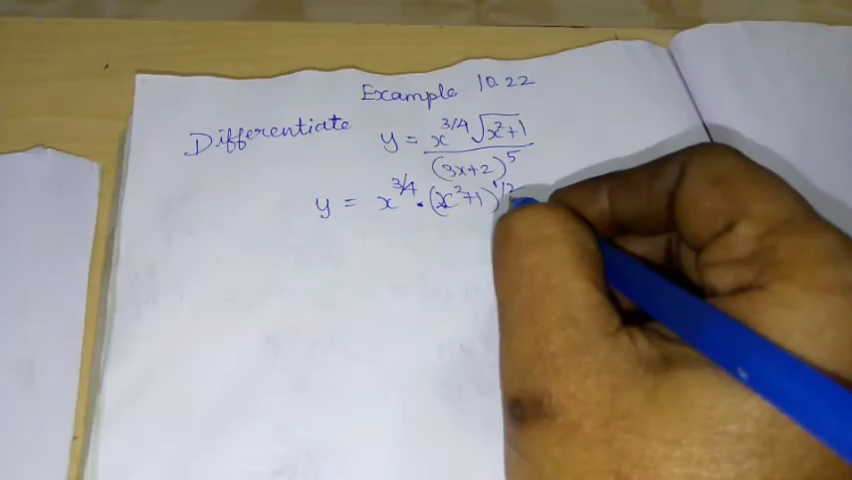 Example 10.22
Differentiate y = x^{3/4} √(x²+1) / (3x+2)^5
y = x^{3/4} . (x²+1)^{1/2}